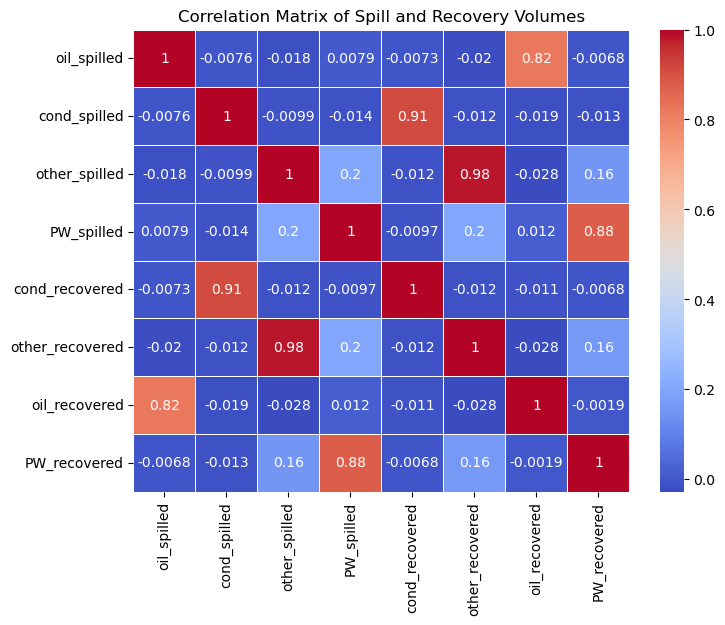 Correlation Matrix of Spill and Recovery Volumes
oil_spilled 1 -0.0076 -0.018 0.0079 -0.0073 -0.02 0.82 -0.0068
cond_spilled -0.0076 1 -0.0099 -0.014 0.91 -0.012 -0.019 -0.013
other_spilled -0.018 -0.0099 1 0.2 -0.012 0.98 -0.028 0.16
PW_spilled 0.0079 -0.014 0.2 1 -0.0097 0.2 0.012 0.88
cond_recovered -0.0073 0.91 -0.012 -0.0097 1 -0.012 -0.011 -0.0068
other_recovered -0.02 -0.012 0.98 0.2 -0.012 1 -0.028 0.16
oil_recovered 0.82 -0.019 -0.028 0.012 -0.011 -0.028 1 -0.0019
PW_recovered -0.0068 -0.013 0.16 0.88 -0.0068 0.16 -0.0019 1
oil_spilled
cond_spilled
other_spilled
PW_spilled
cond_recovered
other_recovered
oil_recovered
PW_recovered
1.0
0.8
0.6
0.4
0.2
0.0